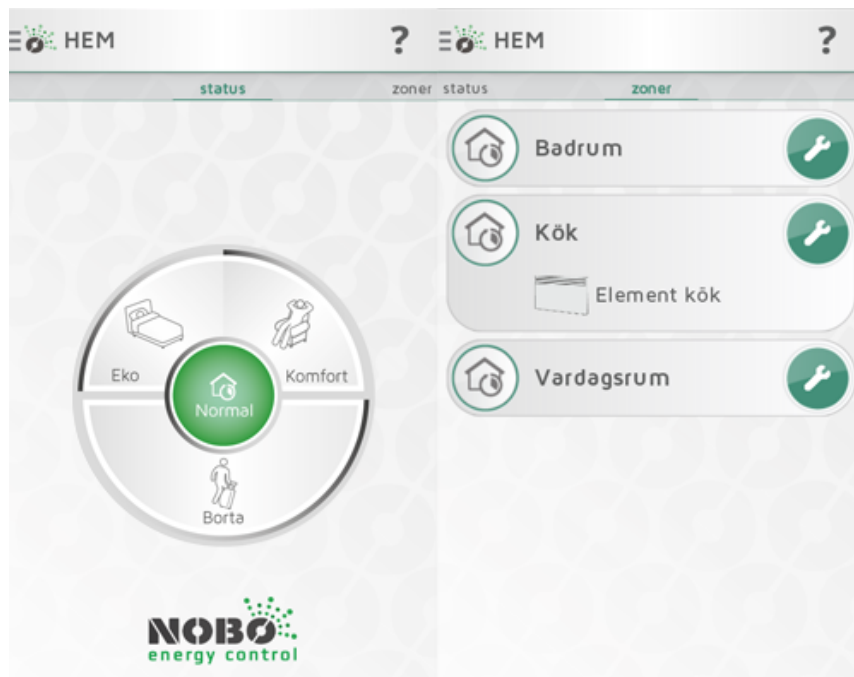 HEM ?
status zoner
Eko
Komfort
Normal
Borta
NOBØ
energy control
HEM ?
status zoner
Badrum
Kök
Element kök
Vardagsrum